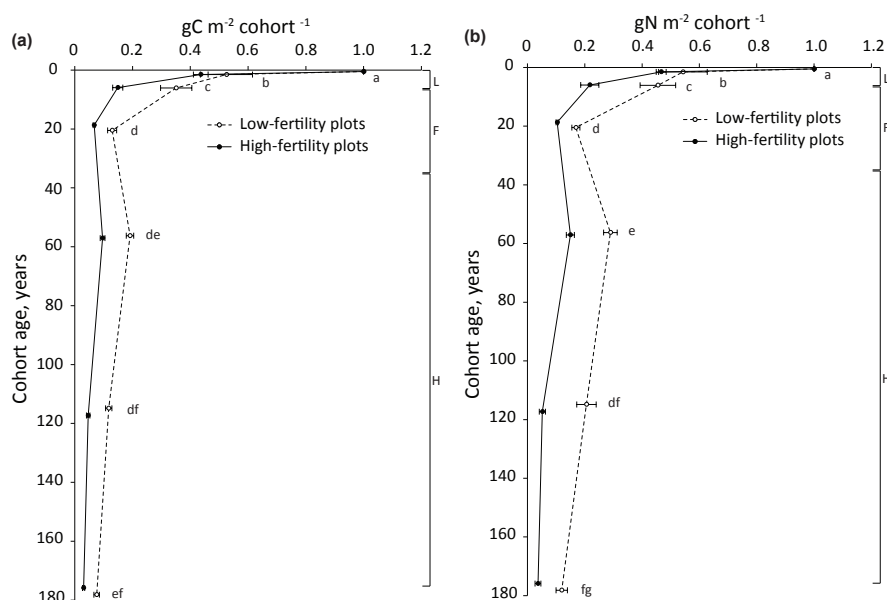 (a)
gC m⁻² cohort ⁻¹
0 0.2 0.4 0.6 0.8 1.0 1.2
0
20
40
60
80
100
120
140
160
180
Cohort age, years
a
b
c
d
de
df
ef
Low-fertility plots
High-fertility plots
L
F
H
(b)
gN m⁻² cohort ⁻¹
0 0.2 0.4 0.6 0.8 1.0 1.2
0
20
40
60
80
100
120
140
160
180
Cohort age, years
a
b
c
d
e
df
fg
Low-fertility plots
High-fertility plots
L
F
H